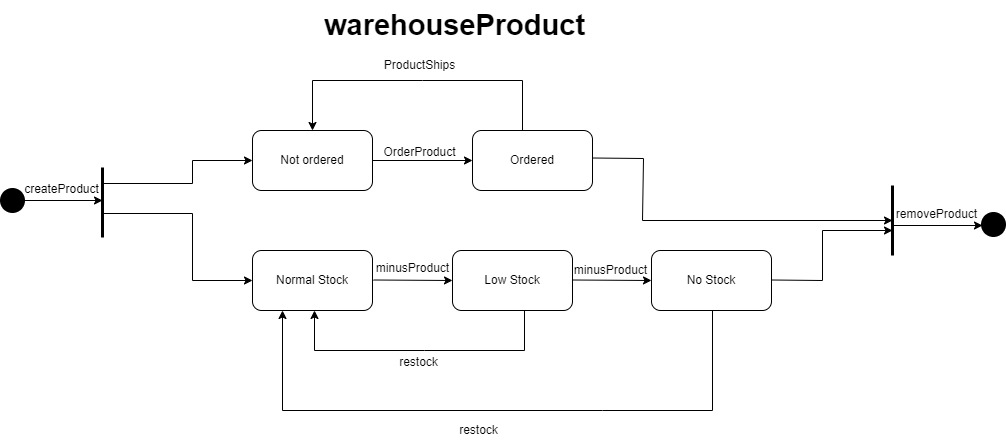 warehouseProduct
ProductShips
Not ordered
OrderProduct
Ordered
createProduct
removeProduct
Normal Stock
minusProduct
Low Stock
minusProduct
No Stock
restock
restock